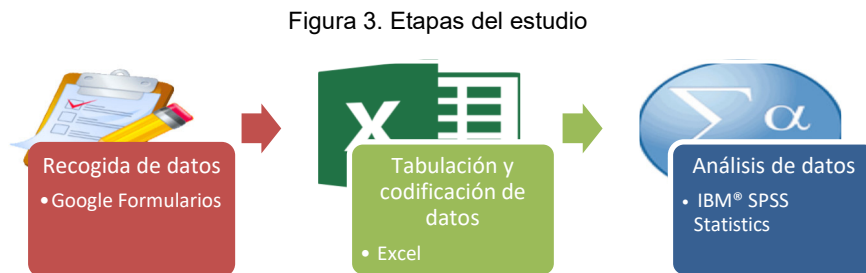 Figura 3. Etapas del estudio
Recogida de datos
•Google Formularios
X
Tabulación y
codificación de
datos
• Excel
Σ α
Análisis de datos
• IBM® SPSS
Statistics